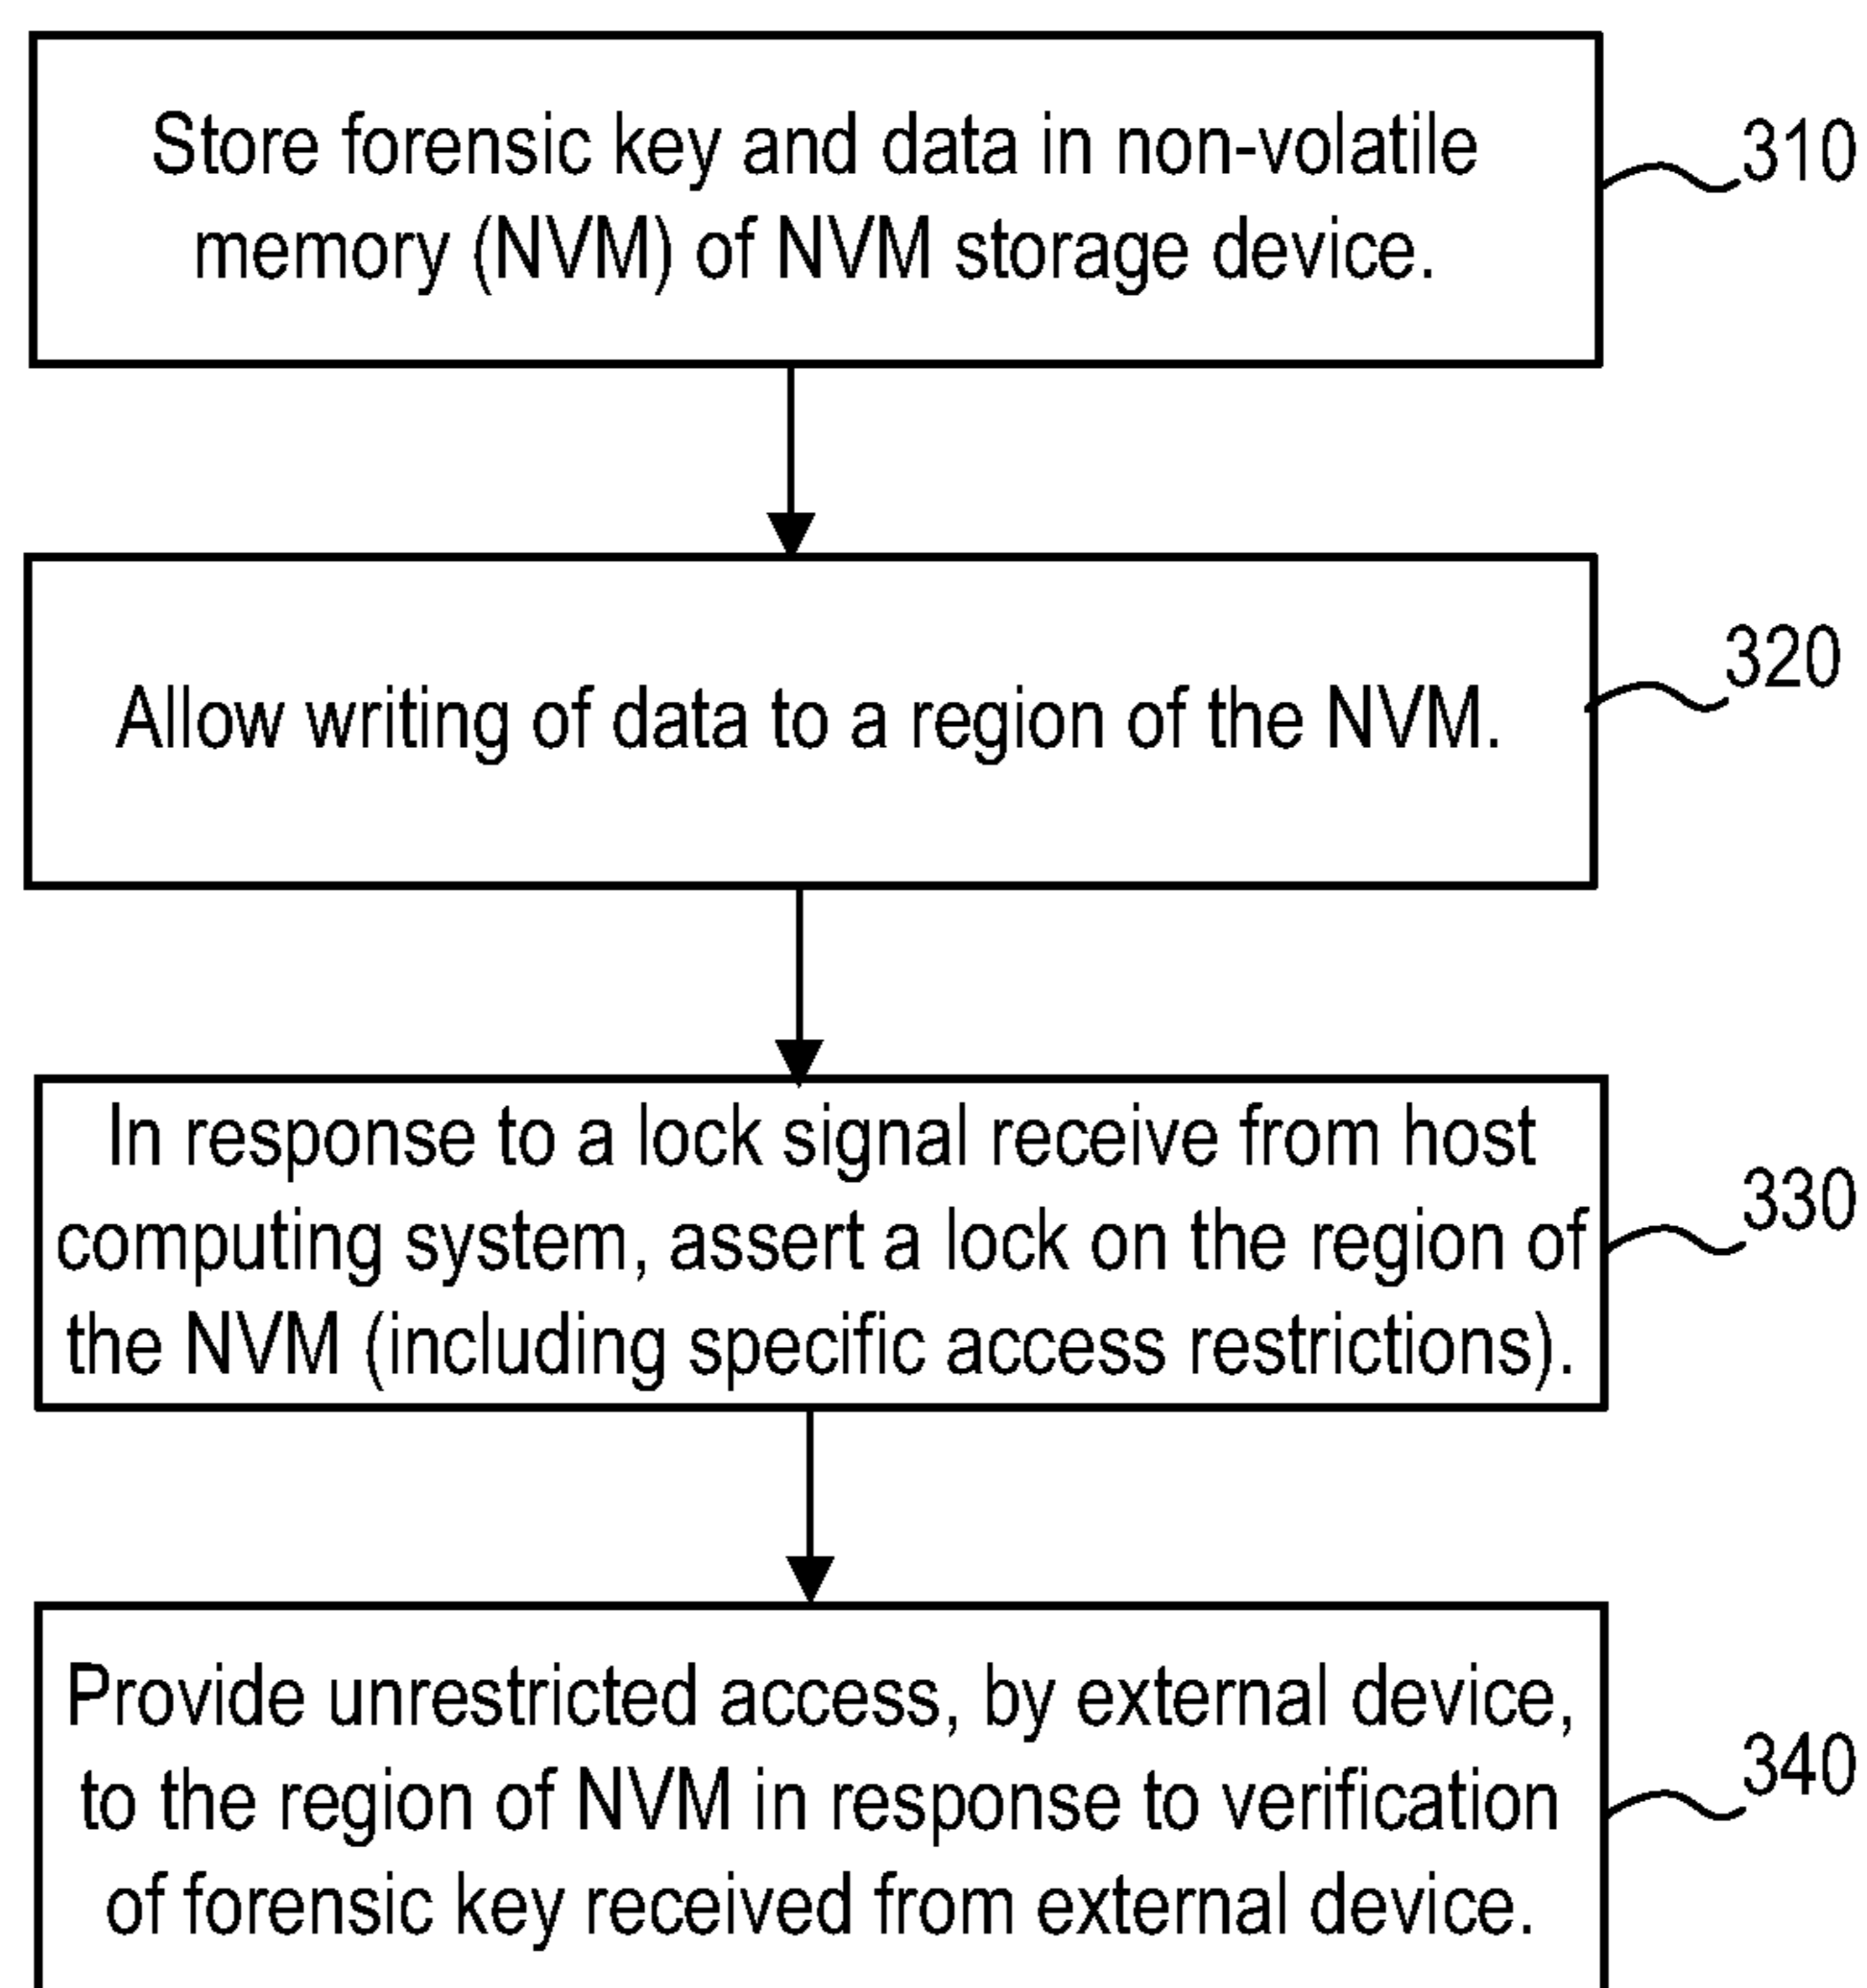 Store forensic key and data in non-volatile
memory (NVM) of NVM storage device.
310
Allow writing of data to a region of the NVM.
320
In response to a lock signal receive from host
computing system, assert a lock on the region of
the NVM (including specific access restrictions).
330
Provide unrestricted access, by external device,
to the region of NVM in response to verification
of forensic key received from external device.
340